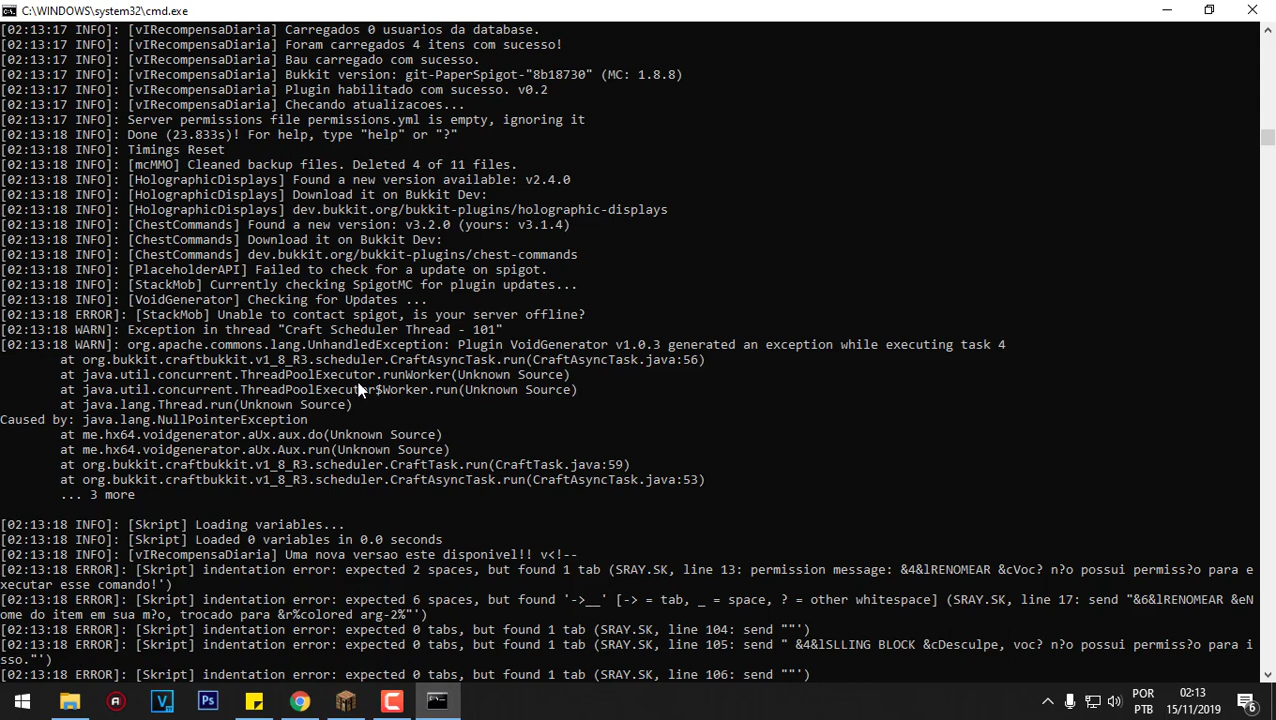 C:\WINDOWS\system32\cmd.exe
[02:13:17 INFO]: [vIRecompensaDiaria] Carregados 0 usuarios da database.
[02:13:17 INFO]: [vIRecompensaDiaria] Foram carregados 4 itens com sucesso!
[02:13:17 INFO]: [vIRecompensaDiaria] Bau carregado com sucesso.
[02:13:17 INFO]: [vIRecompensaDiaria] Bukkit version: git-PaperSpigot-"8b18730" (MC: 1.8.8)
[02:13:17 INFO]: [vIRecompensaDiaria] Plugin habilitado com sucesso. v0.2
[02:13:17 INFO]: [vIRecompensaDiaria] Checando atualizacoes...
[02:13:18 INFO]: Server permissions file permissions.yml is empty, ignoring it
[02:13:18 INFO]: Done (23.833s)! For help, type "help" or "?"
[02:13:18 INFO]: Timings Reset
[02:13:18 INFO]: [mcMMO] Cleaned backup files. Deleted 4 of 11 files.
[02:13:18 INFO]: [HolographicDisplays] Found a new version available: v2.4.0
[02:13:18 INFO]: [HolographicDisplays] Download it on Bukkit Dev:
[02:13:18 INFO]: [HolographicDisplays] dev.bukkit.org/bukkit-plugins/holographic-displays
[02:13:18 INFO]: [ChestCommands] Found a new version: v3.2.0 (yours: v3.1.4)
[02:13:18 INFO]: [ChestCommands] Download it on Bukkit Dev:
[02:13:18 INFO]: [ChestCommands] dev.bukkit.org/bukkit-plugins/chest-commands
[02:13:18 INFO]: [PlaceholderAPI] Failed to check for a update on spigot.
[02:13:18 INFO]: [StackMob] Currently checking SpigotMC for plugin updates...
[02:13:18 INFO]: [VoidGenerator] Checking for Updates ...
[02:13:18 ERROR]: [StackMob] Unable to contact spigot, is your server offline?
[02:13:18 WARN]: Exception in thread "Craft Scheduler Thread - 101"
[02:13:18 WARN]: org.apache.commons.lang.UnhandledException: Plugin VoidGenerator v1.0.3 generated an exception while executing task 4
at org.bukkit.craftbukkit.v1_8_R3.scheduler.CraftAsyncTask.run(CraftAsyncTask.java:56)
at java.util.concurrent.ThreadPoolExecutor.runWorker(Unknown Source)
at java.util.concurrent.ThreadPoolExecutor$Worker.run(Unknown Source)
at java.lang.Thread.run(Unknown Source)
Caused by: java.lang.NullPointerException
at me.hx64.voidgenerator.aUx.aux.do(Unknown Source)
at me.hx64.voidgenerator.aUx.Aux.run(Unknown Source)
at org.bukkit.craftbukkit.v1_8_R3.scheduler.CraftTask.run(CraftTask.java:59)
at org.bukkit.craftbukkit.v1_8_R3.scheduler.CraftAsyncTask.run(CraftAsyncTask.java:53)
... 3 more
[02:13:18 INFO]: [Skript] Loading variables...
[02:13:18 INFO]: [Skript] Loaded 0 variables in 0.0 seconds
[02:13:18 INFO]: [vIRecompensaDiaria] Uma nova versao este disponivel!! v<!--
[02:13:18 ERROR]: [Skript] indentation error: expected 2 spaces, but found 1 tab (SRAY.SK, line 13: permission message: &4&lRENOMEAR &cVoc? n?o possui permiss?o para e
xecutar esse comando!')
[02:13:18 ERROR]: [Skript] indentation error: expected 6 spaces, but found '->__' [-> = tab, _ = space, ? = other whitespace] (SRAY.SK, line 17: send "&6&lRENOMEAR &eN
ome do item em sua m?o, trocado para &r%colored arg-2%"')
[02:13:18 ERROR]: [Skript] indentation error: expected 0 tabs, but found 1 tab (SRAY.SK, line 104: send ""')
[02:13:18 ERROR]: [Skript] indentation error: expected 0 tabs, but found 1 tab (SRAY.SK, line 105: send " &4&lSLLING BLOCK &cDesculpe, voc? n?o possui permiss?o para i
sso."')
[02:13:18 ERROR]: [Skript] indentation error: expected 0 tabs, but found 1 tab (SRAY.SK, line 106: send ""')
Ps
POR
PTB
02:13
15/11/2019
6